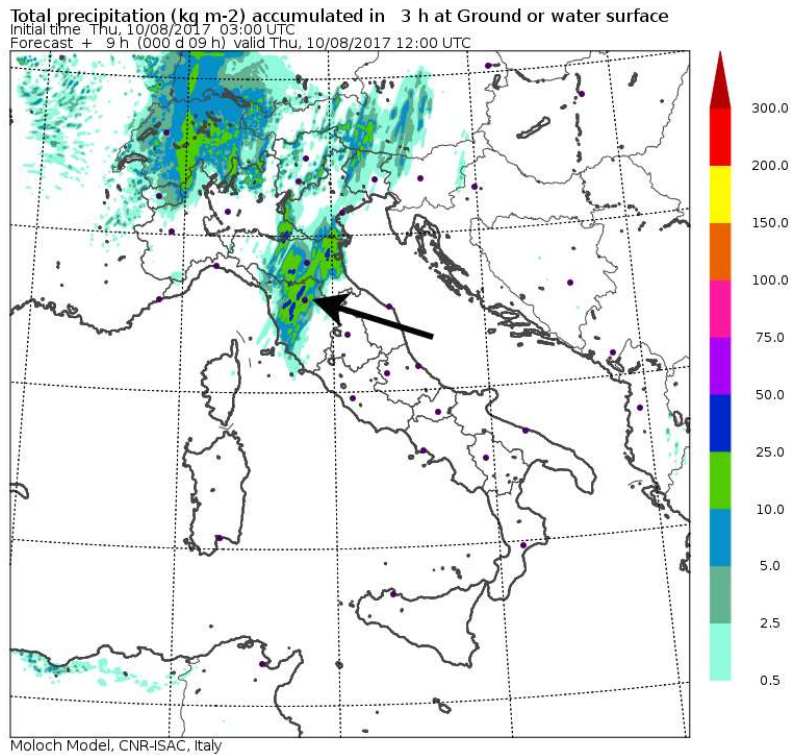 Total precipitation (kg m-2) accumulated in 3 h at Ground or water surface
Initial time Thu, 10/08/2017 03:00 UTC
Forecast + 9 h (000 d 09 h) valid Thu, 10/08/2017 12:00 UTC
300.0
200.0
150.0
100.0
75.0
50.0
25.0
10.0
5.0
2.5
0.5
Moloch Model, CNR-ISAC, Italy